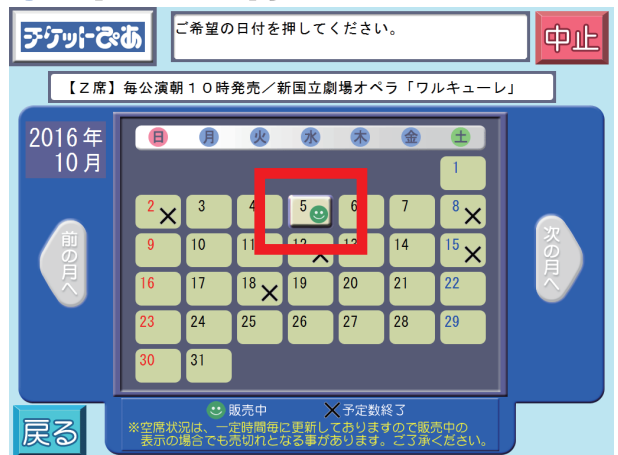 チケットぴあ
ご希望の日付を押してください。
中止
【Z席】毎公演朝10時発売／新国立劇場オペラ「ワルキューレ」
2016年
10月
日 月 火 水 木 金 土
1
2 3 4 5 6 7 8
9 10 11 12 13 14 15
16 17 18 19 20 21 22
23 24 25 26 27 28 29
30 31
前の月へ
次の月へ
販売中 予定数終了
※空席状況は、一定時間毎に更新しておりますので販売中の
表示の場合でも売切れとなる事があります。ご了承ください。
戻る